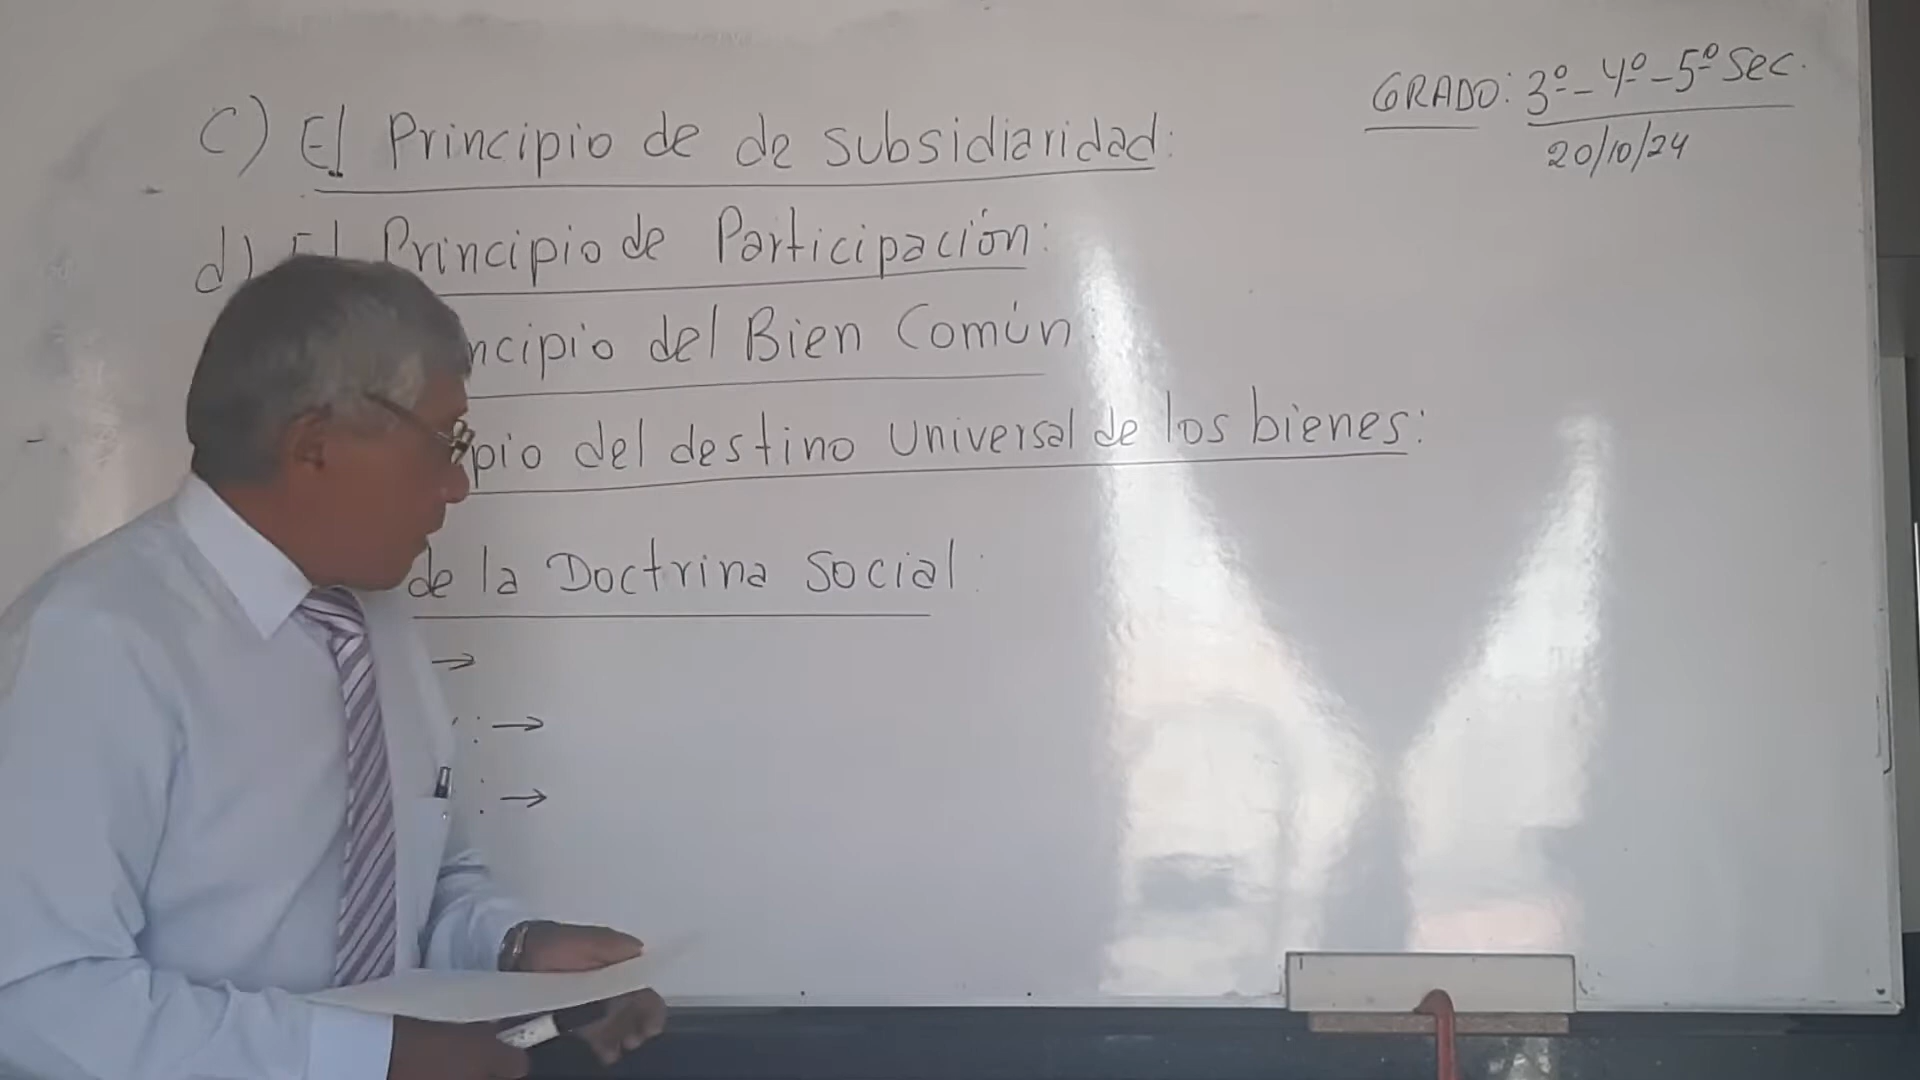 GRADO: 3º-4º-5º Sec.
20/10/24
C) El Principio de de subsidiaridad:
d) El Principio de Participación:
ncipio del Bien Común:
pio del destino Universal de los bienes:
de la Doctrina Social:
→
: →
: →